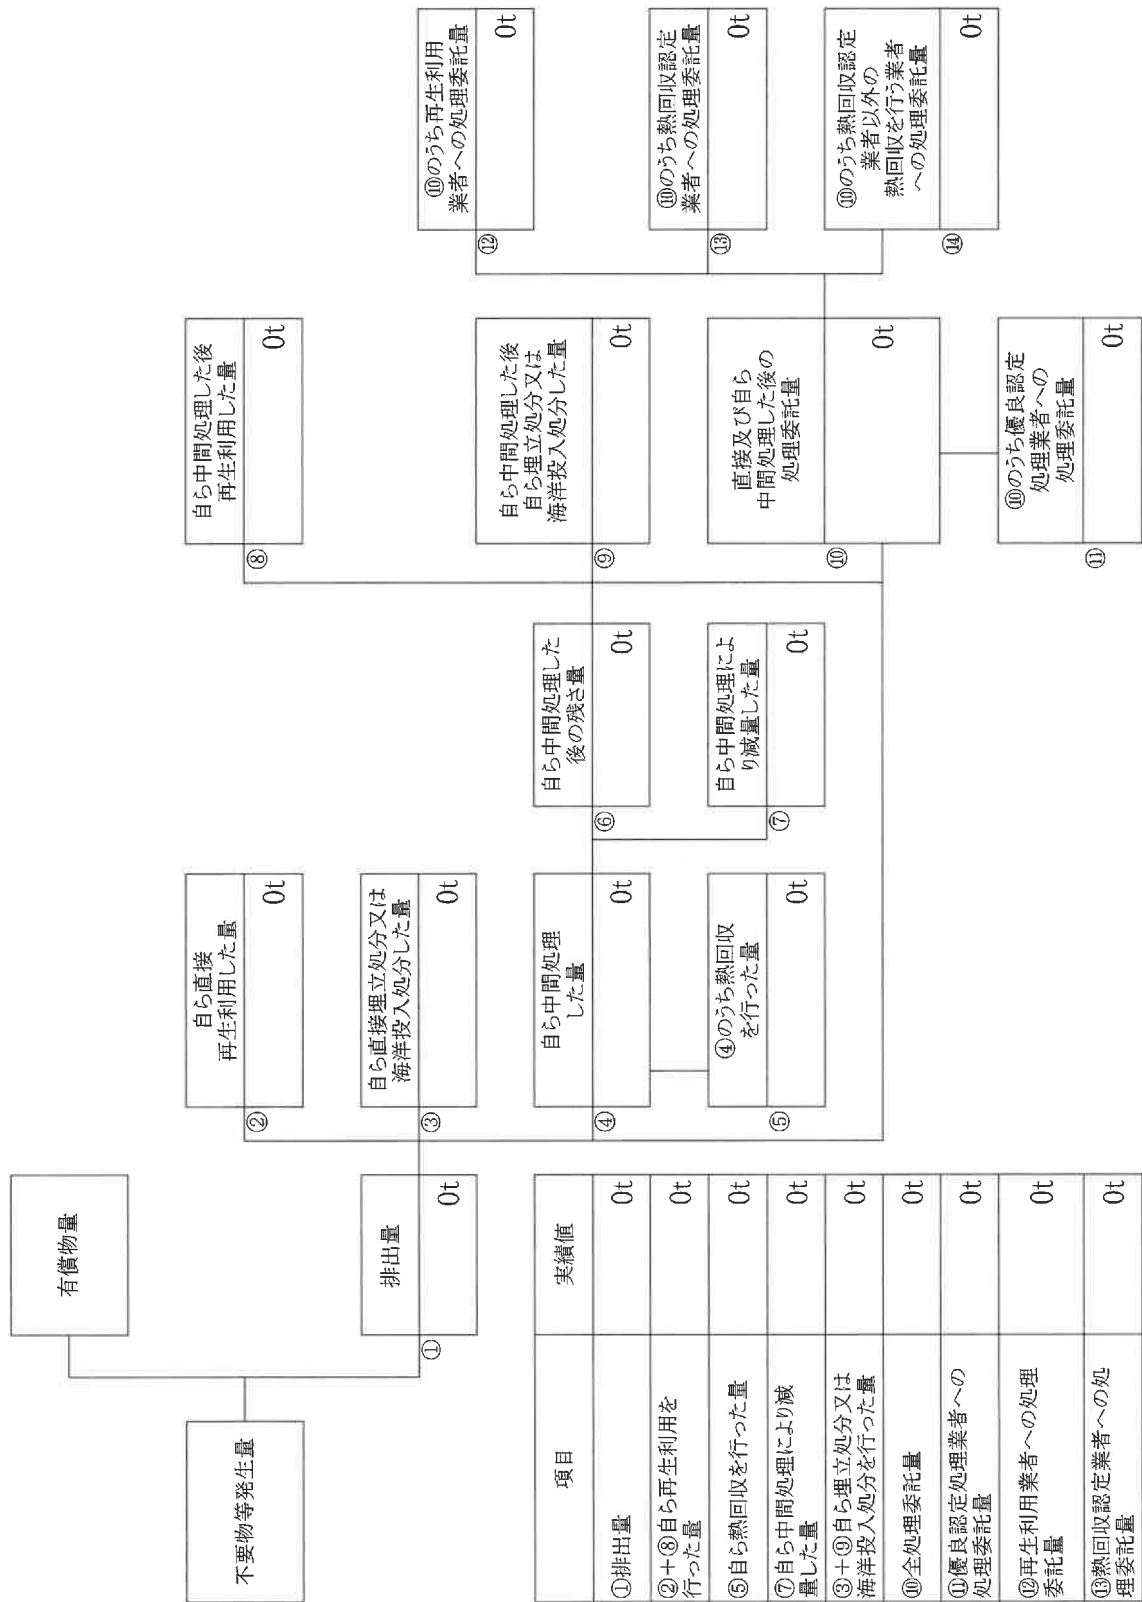 有償物量
不要物等発生量
排出量
①
0t
自ら直接
再生利用した量
②
0t
自ら直接埋立処分又は
海洋投入処分した量
③
0t
自ら中間処理
した量
④
0t
④のうち熱回収
を行った量
⑤
0t
自ら中間処理した
後の残さ量
⑥
0t
自ら中間処理によ
り減量した量
⑦
0t
自ら中間処理した後
再生利用した量
⑧
0t
自ら中間処理した後
自ら埋立処分又は
海洋投入処分した量
⑨
0t
直接及び自ら
中間処理した後の
処理委託量
⑩
0t
⑩のうち優良認定
処理業者への
処理委託量
⑪
0t
⑩のうち再生利用
業者への処理委託量
⑫
0t
⑩のうち熱回収認定
業者への処理委託量
⑬
0t
⑩のうち熱回収認定
業者以外の
熱回収を行う業者
への処理委託量
⑭
0t
項目 実績値
①排出量 0t
②+⑧自ら再生利用を
行った量 0t
⑤自ら熱回収を行った量 0t
⑦自ら中間処理により減
量した量 0t
③+⑨自ら埋立処分又は
海洋投入処分を行った量 0t
⑩全処理委託量 0t
⑪優良認定処理業者への
処理委託量 0t
⑫再生利用業者への処理
委託量 0t
⑬熱回収認定業者への処
理委託量 0t